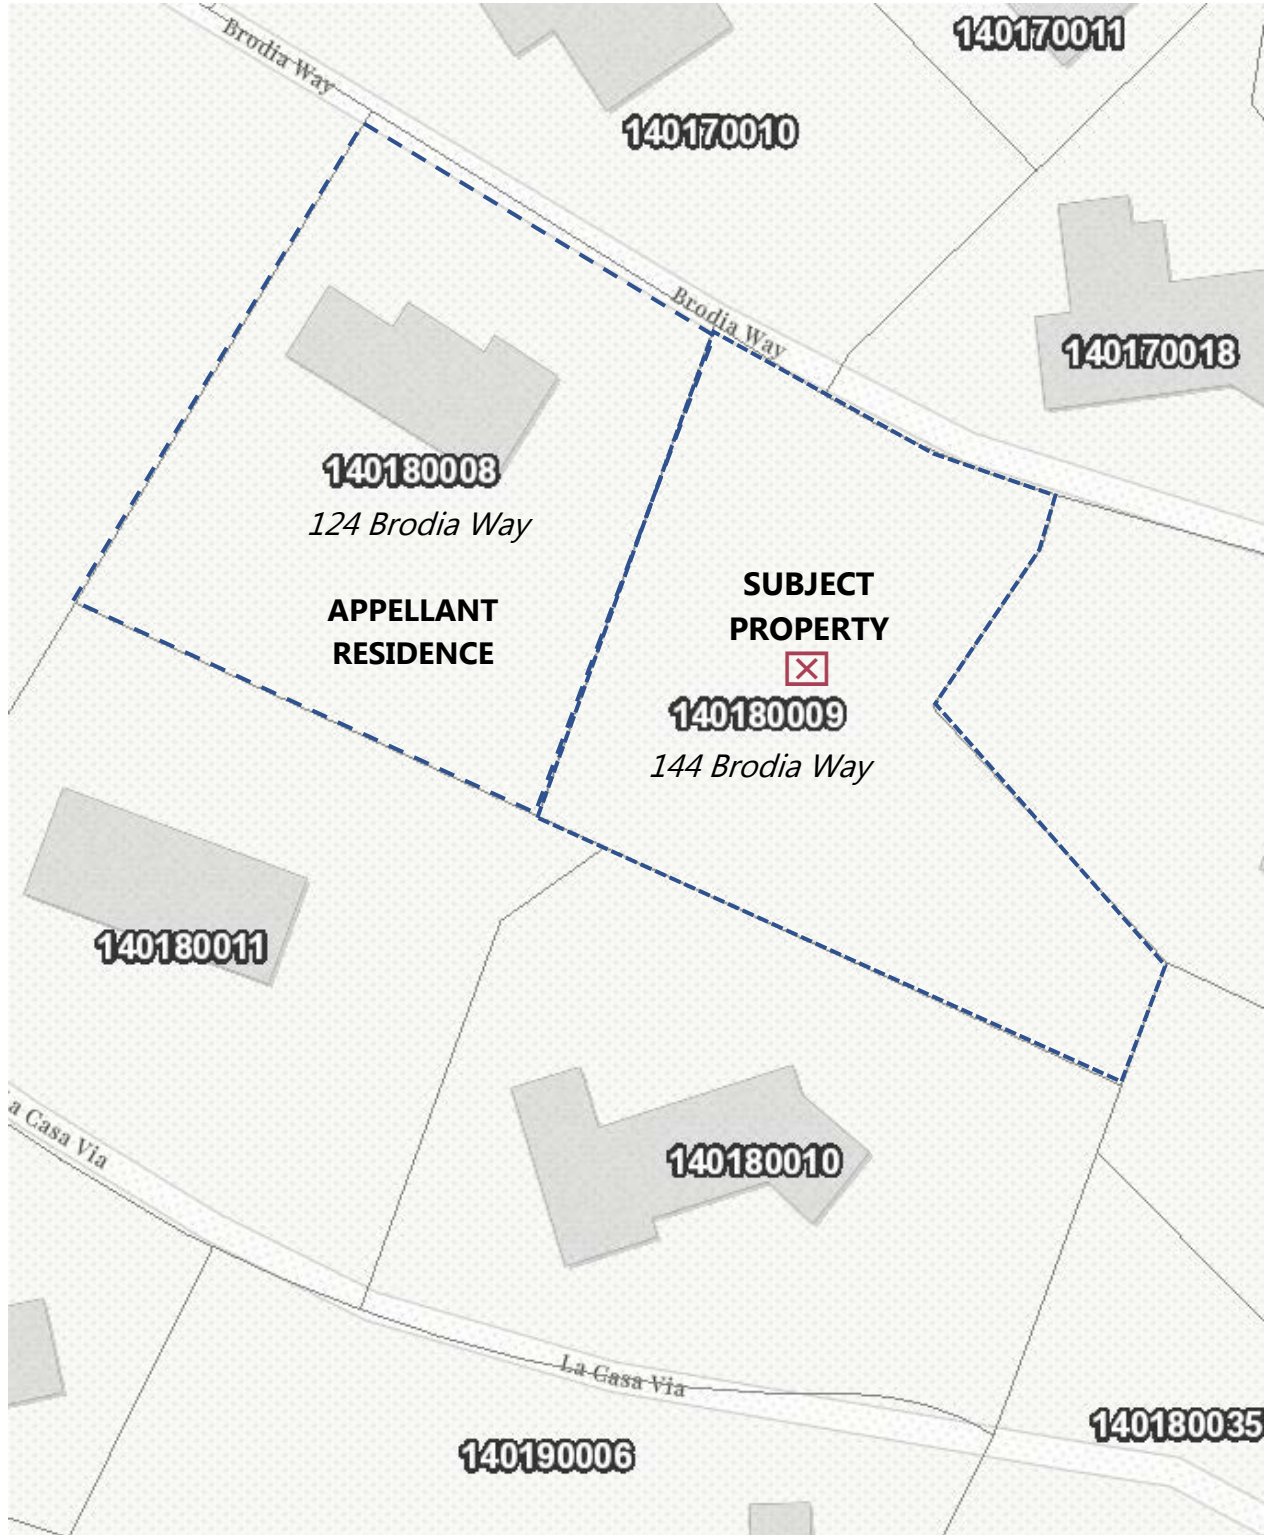 Brodia Way
140170011
140170010
Brodia Way
140170018
140180008
124 Brodia Way
APPELLANT
RESIDENCE
SUBJECT
PROPERTY
140180009
144 Brodia Way
140180011
a Casa Via
140180010
La Casa Via
140190006
140180035